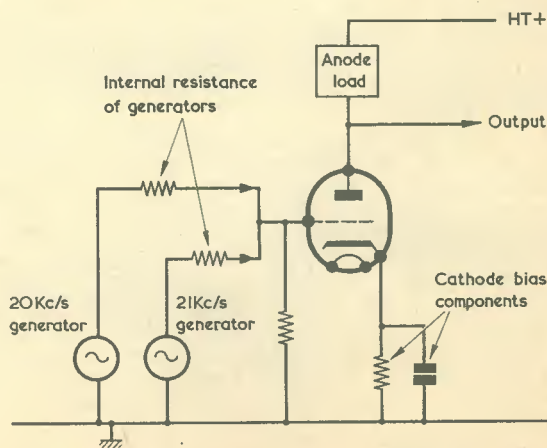 HT+
Anode
load
Internal resistance
of generators
Output
20Kc/s
generator
21Kc/s
generator
Cathode bias
components